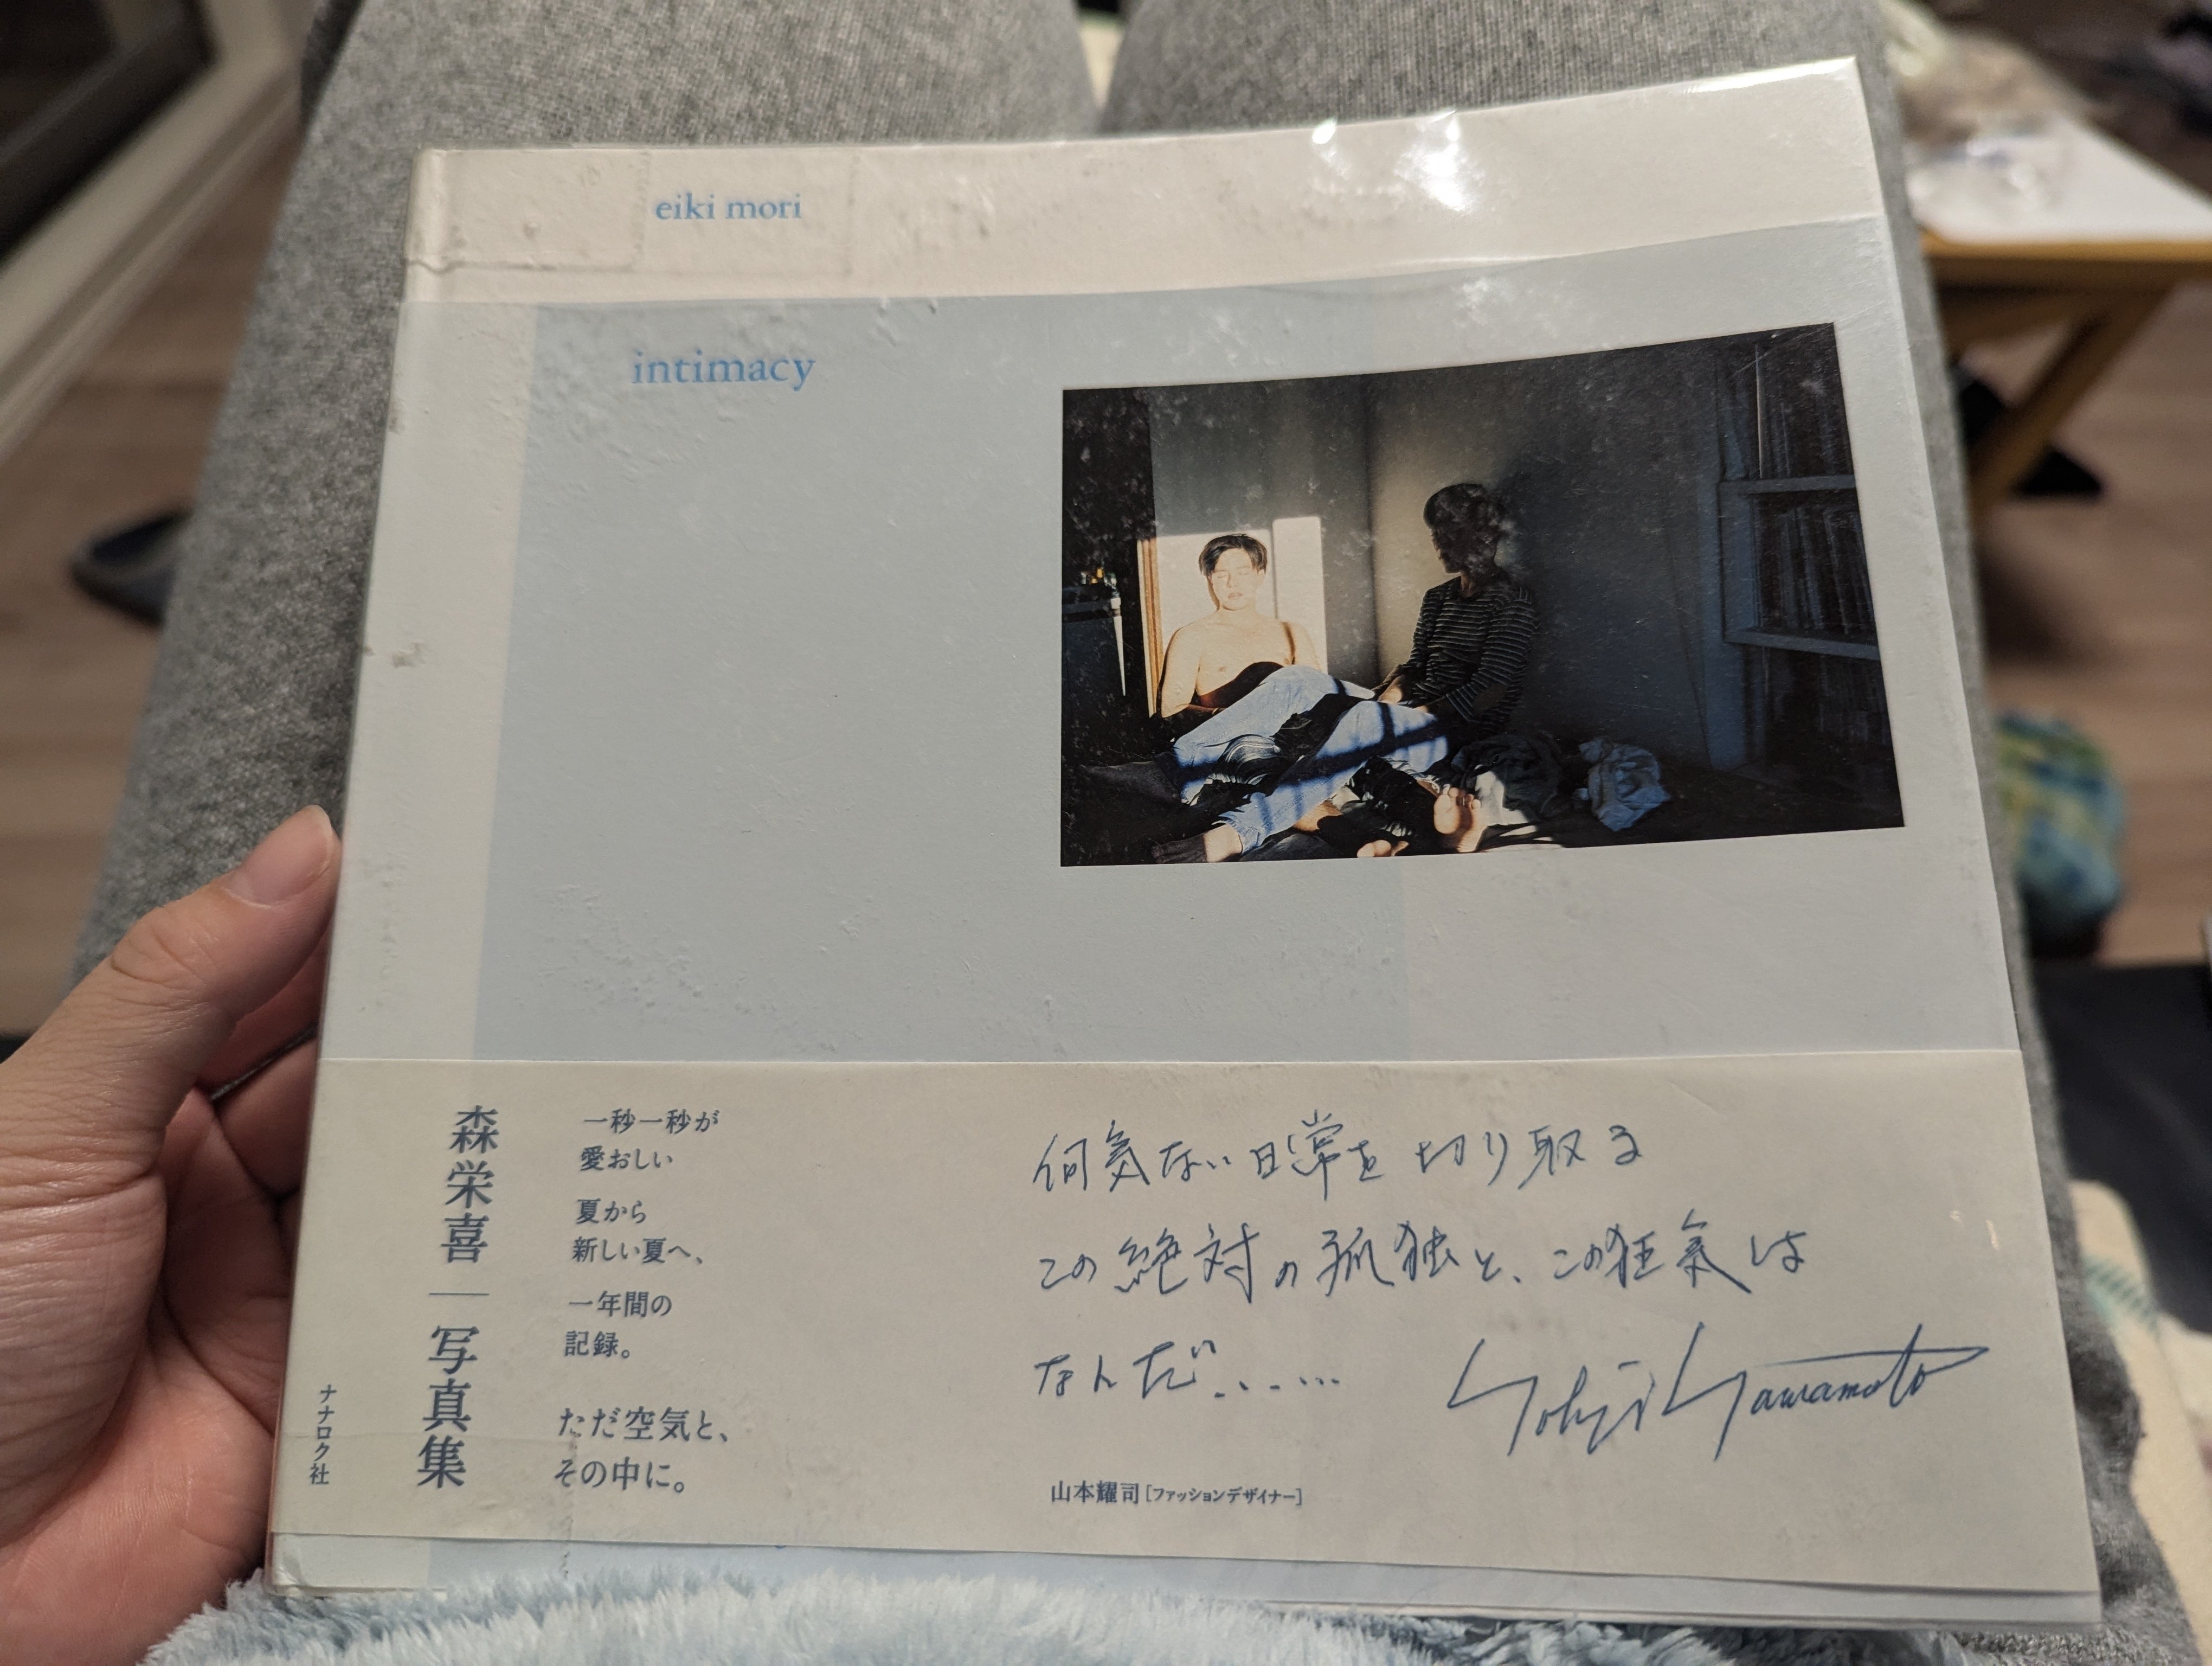 eiki mori
intimacy
森栄喜|写真集
ナナロク社
一秒一秒が
愛おしい
夏から
新しい夏へ、
一年間の
記録。
ただ空気と、
その中に。
何気ない日常を切り取る
この絶対の孤独と、この狂気は
なんだ……
Yohji Yamamoto
山本耀司[ファッションデザイナー]